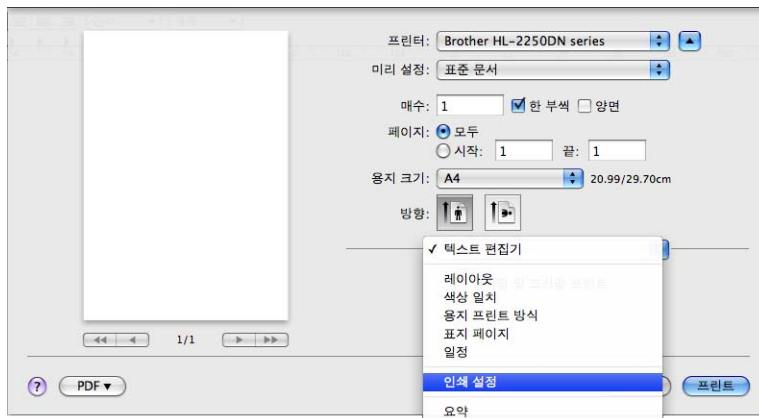 프린터: Brother HL-2250DN series
미리 설정: 표준 문서
매수: 1 한 부씩 양면
페이지: 모두
시작: 1 끝: 1
용지 크기: A4 20.99/29.70cm
방향:
✓ 텍스트 편집기
레이아웃
색상 일치
용지 프린트 방식
표지 페이지
일정
인쇄 설정
요약
1/1
? PDF▼ 프린트